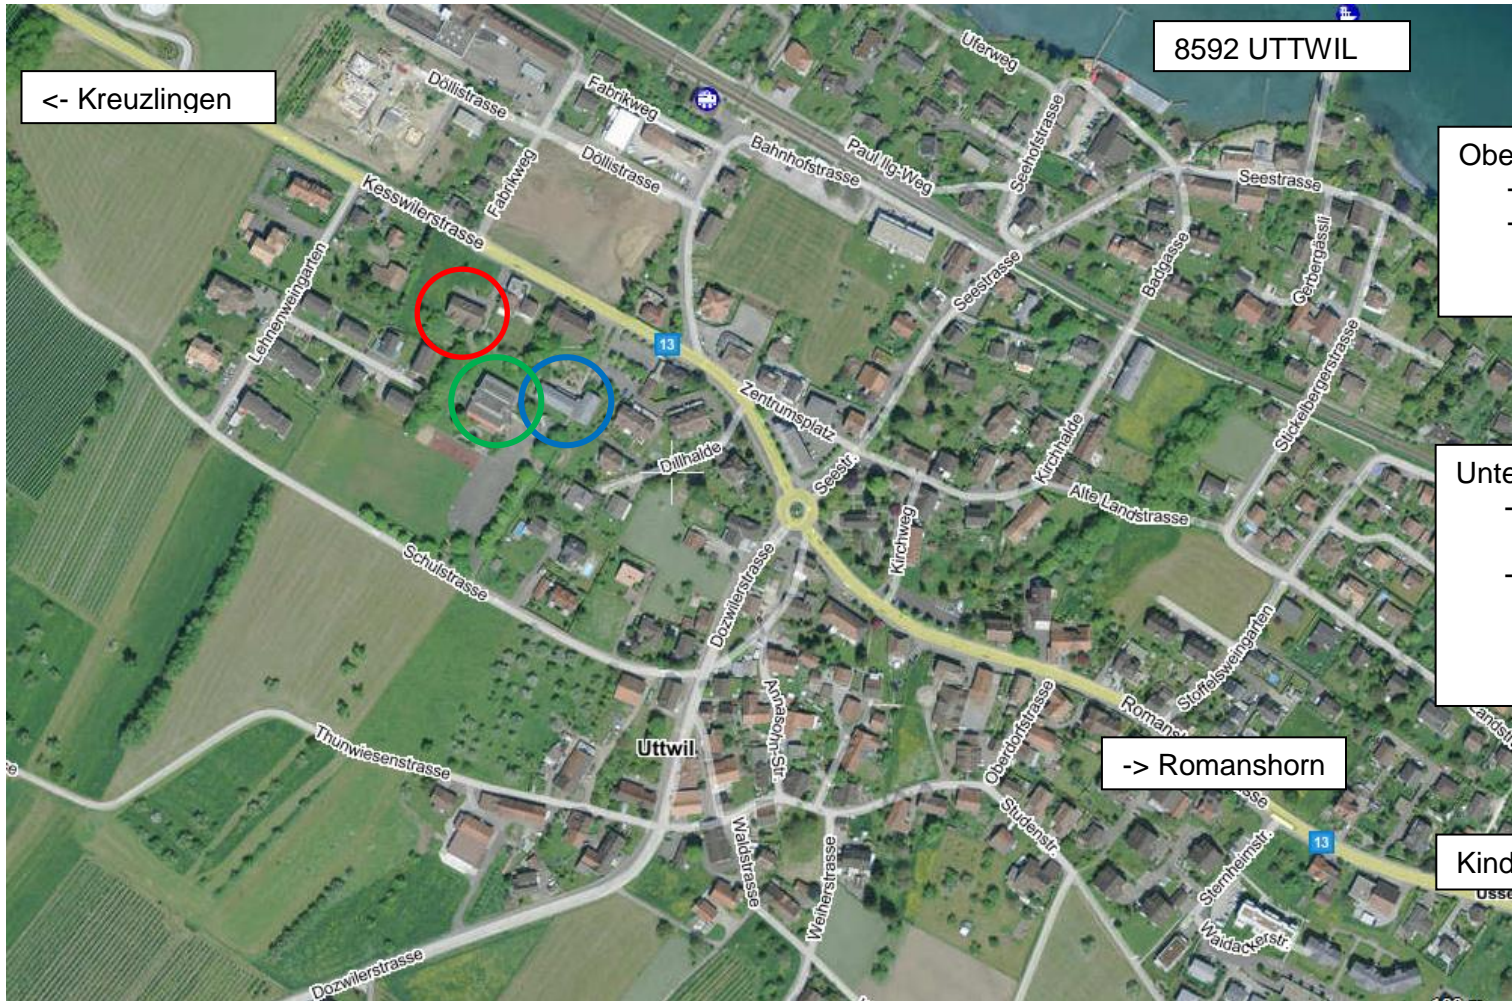 8592 UTTWIL
<- Kreuzlingen
Uferweg
Döllistrasse
Fabrikweg
Döllistrasse
Fabrikweg
Bahnhofstrasse
Paul Ilg-Weg
Seehofstrasse
Seestrasse
Obe
-
-
Kesswilerstrasse
Lehnenweingarten
Seestrasse
Badgasse
Gerbergässli
13
Stickelbergerstrasse
Zentrumsplatz
Dillhalde
Seestr.
Kirchhalde
Alte Landstrasse
Unte
-
-
Kirchweg
Schulstrasse
Dozwilerstrasse
Stoffelsweingarten
Annasohn-Str.
Oberdorfstrasse
Uttwil
Thunwiesenstrasse
-> Romanshorn
Studenstr.
Waldstrasse
Weiherstrasse
Sternheimstr.
13
Kind
Waidackerstr.
Dozwilerstrasse